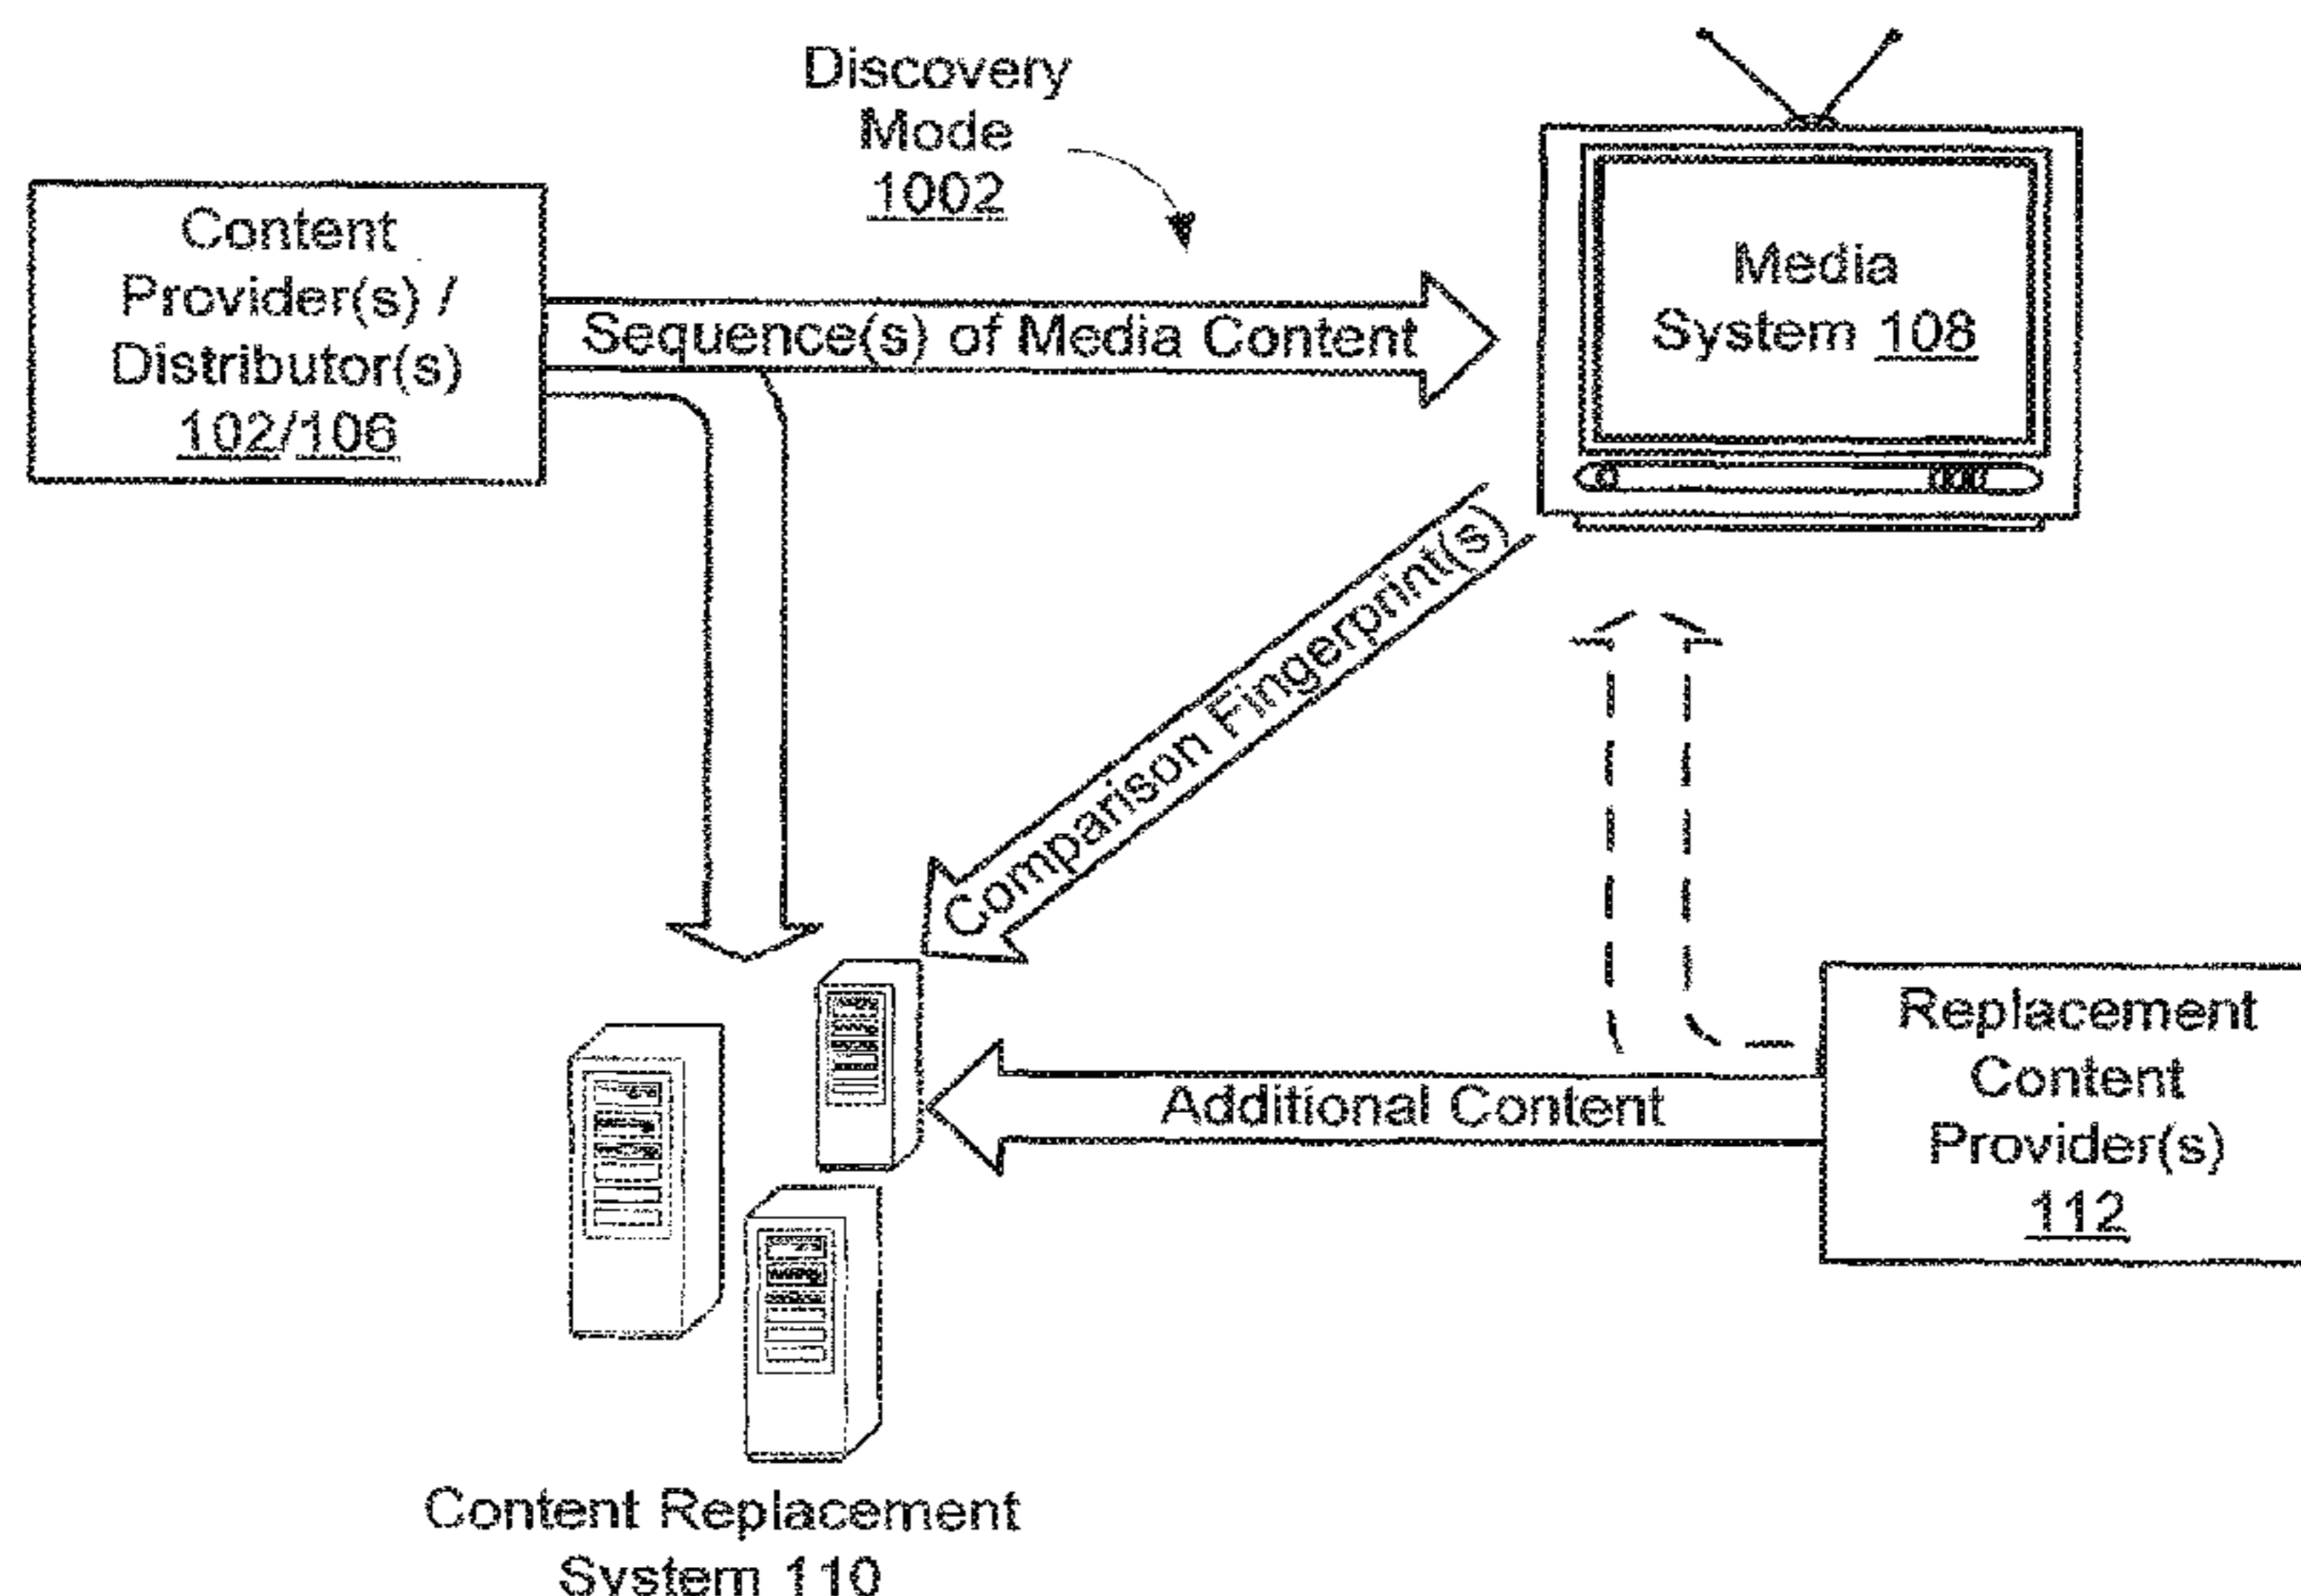 Discovery
Mode
1002
Content
Provider(s) /
Distributor(s)
102/106
Sequence(s) of Media Content
Media
System 108
Comparison Fingerprint(s)
Additional Content
Replacement
Content
Provider(s)
112
Content Replacement
System 110